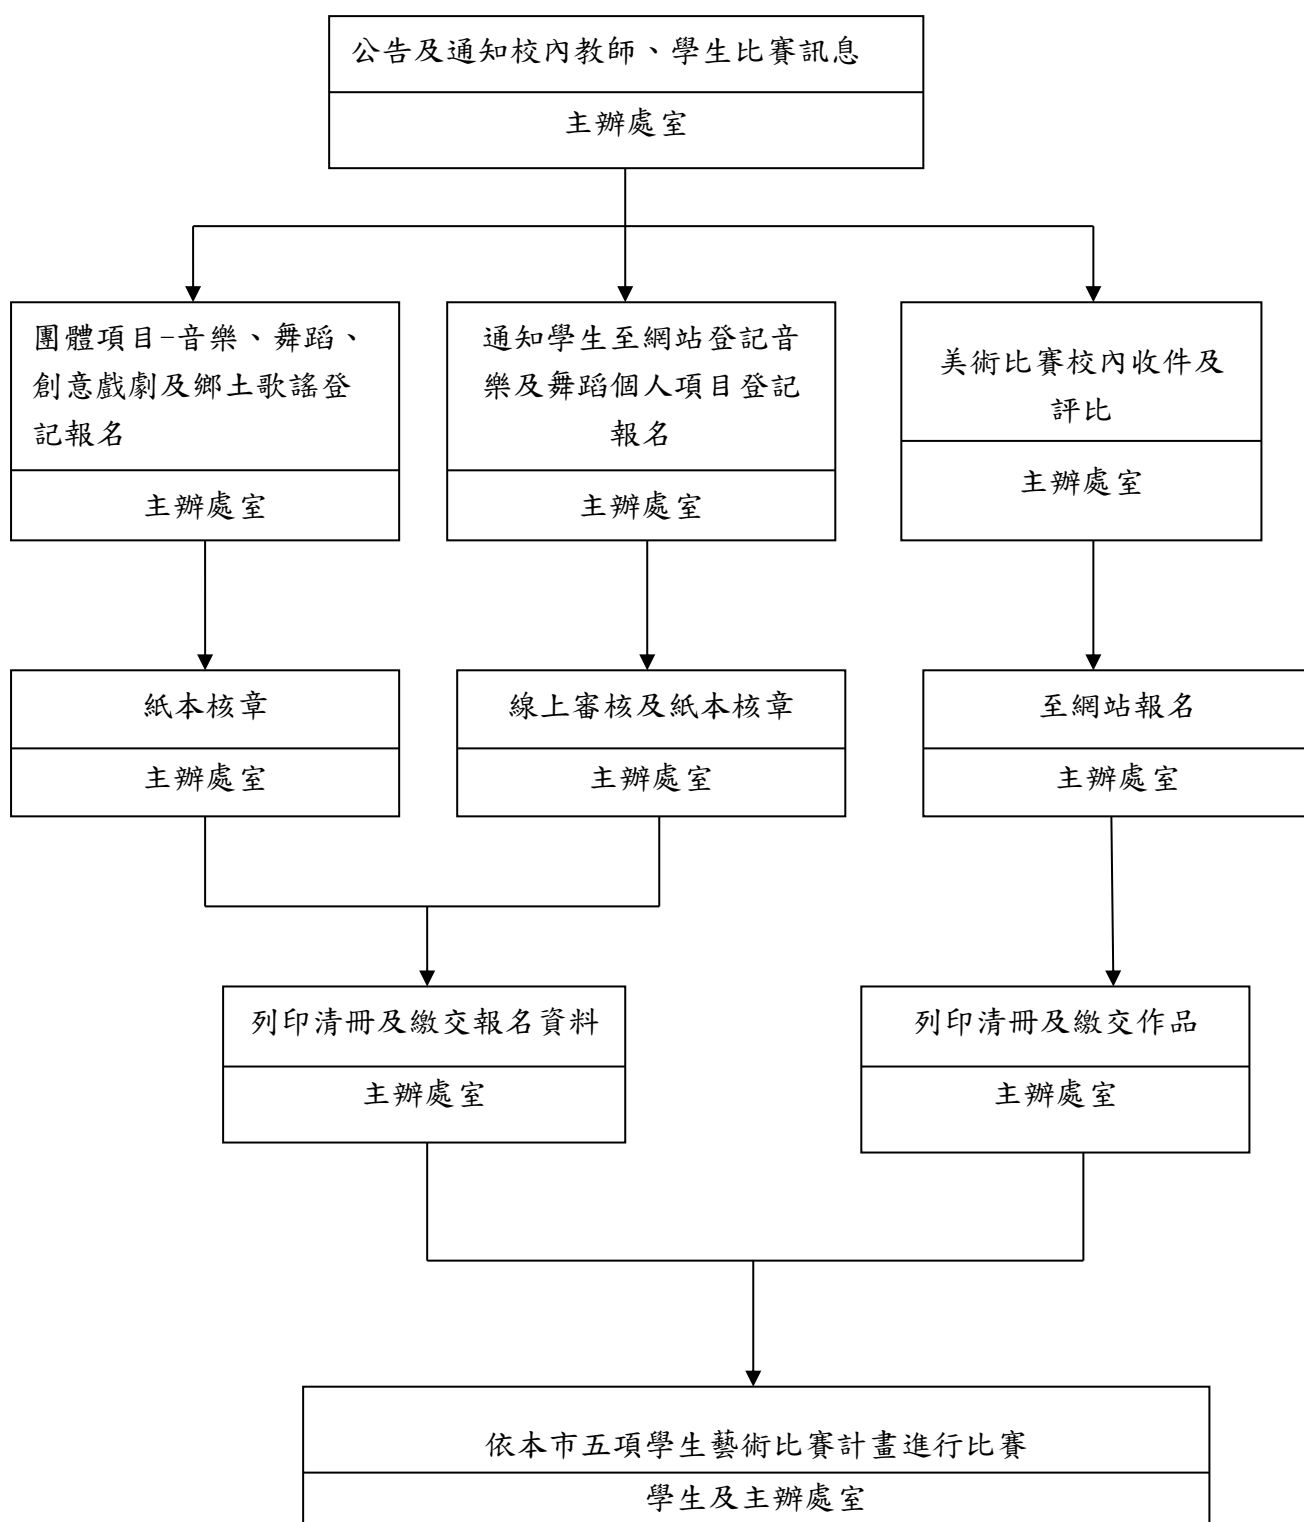 公告及通知校內教師、學生比賽訊息
主辦處室
團體項目-音樂、舞蹈、
創意戲劇及鄉土歌謠登
記報名
主辦處室
通知學生至網站登記音
樂及舞蹈個人項目登記
報名
主辦處室
美術比賽校內收件及
評比
主辦處室
紙本核章
主辦處室
線上審核及紙本核章
主辦處室
至網站報名
主辦處室
列印清冊及繳交報名資料
主辦處室
列印清冊及繳交作品
主辦處室
依本市五項學生藝術比賽計畫進行比賽
學生及主辦處室